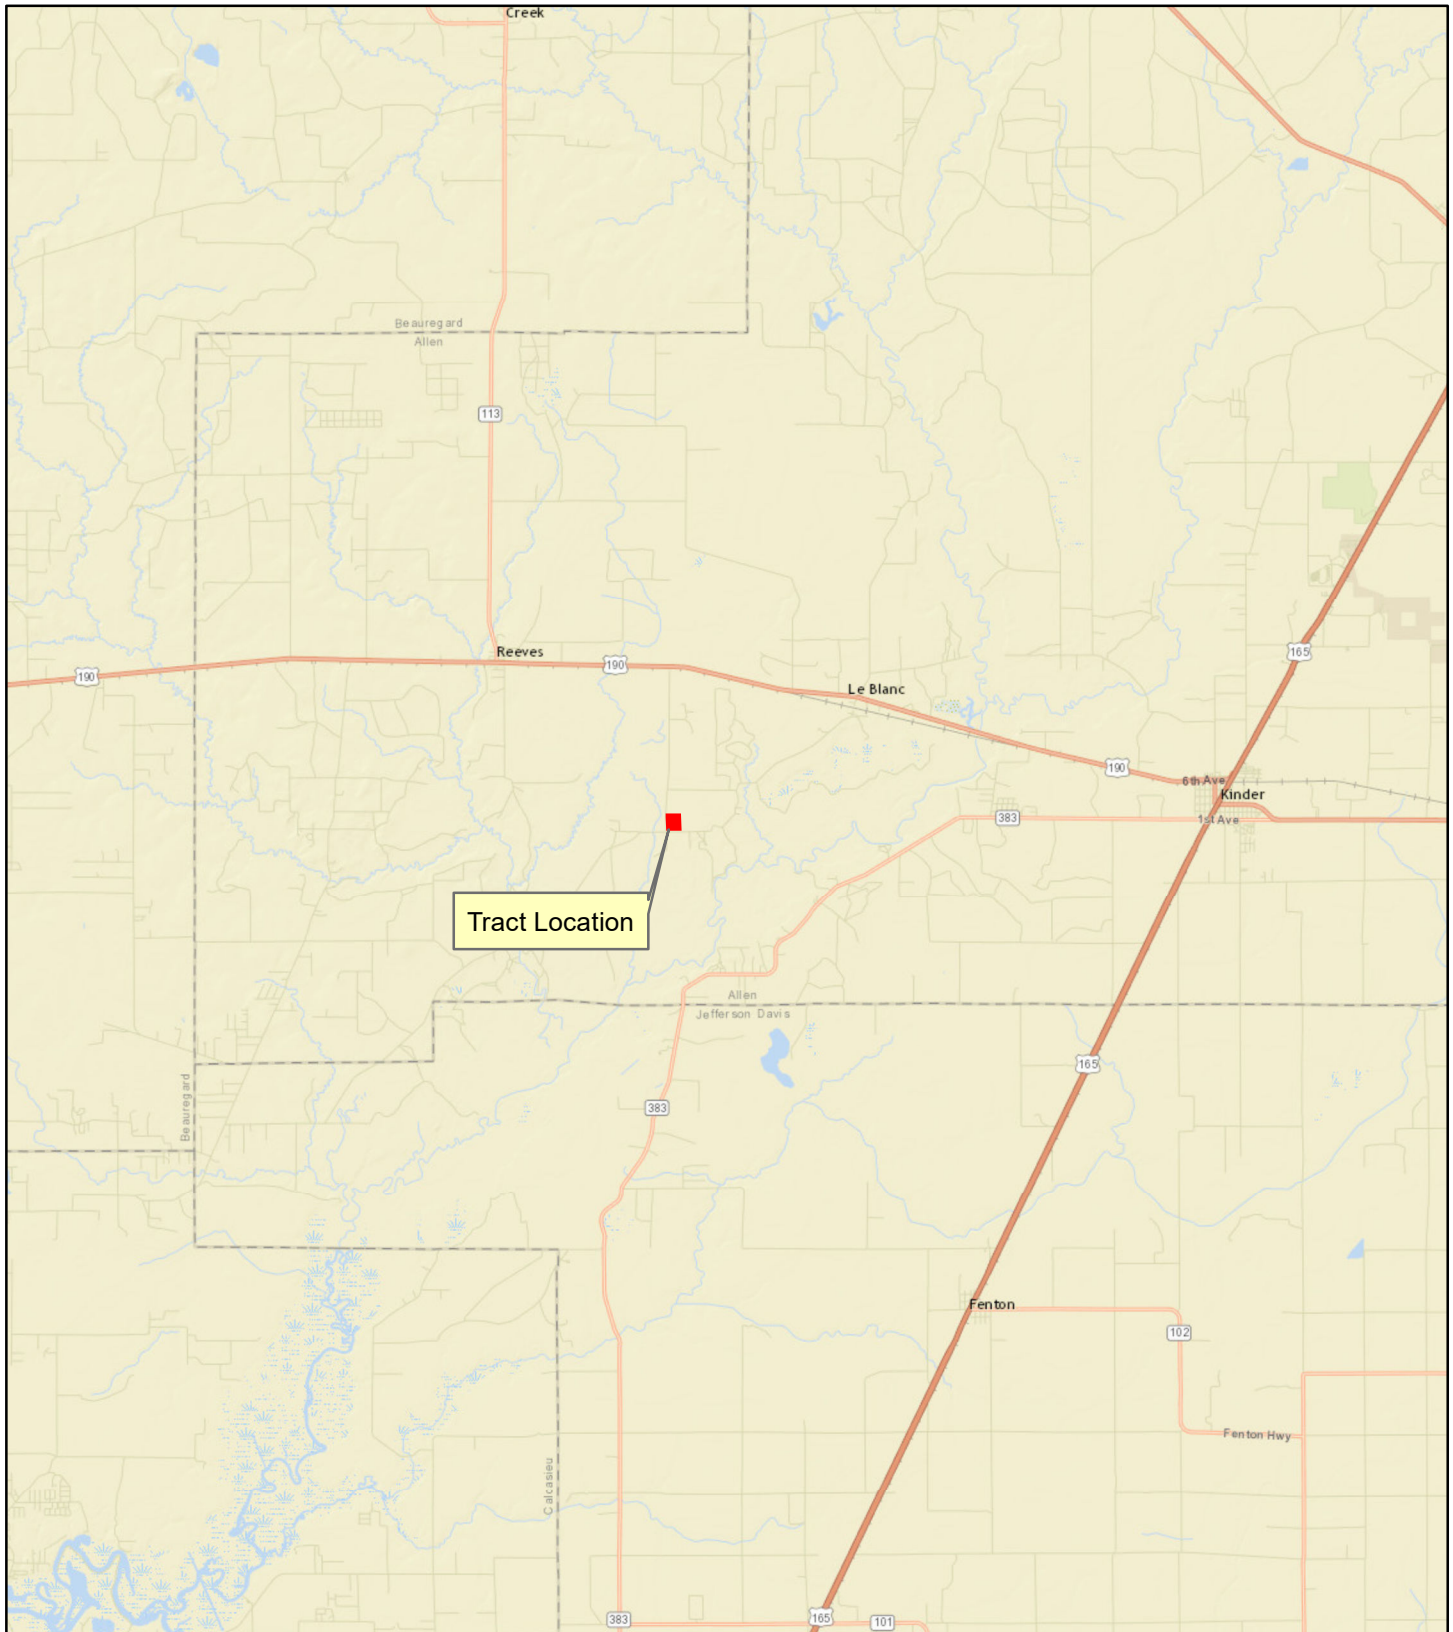 Creek
Beauregard
Allen
113
165
Reeves
190
190
Le Blanc
190
6th Ave
Kinder
383
1st Ave
Tract Location
Allen
Jefferson Davis
165
Beauregard
383
Fenton
102
Fenton Hwy
Calcasieu
383
165
101